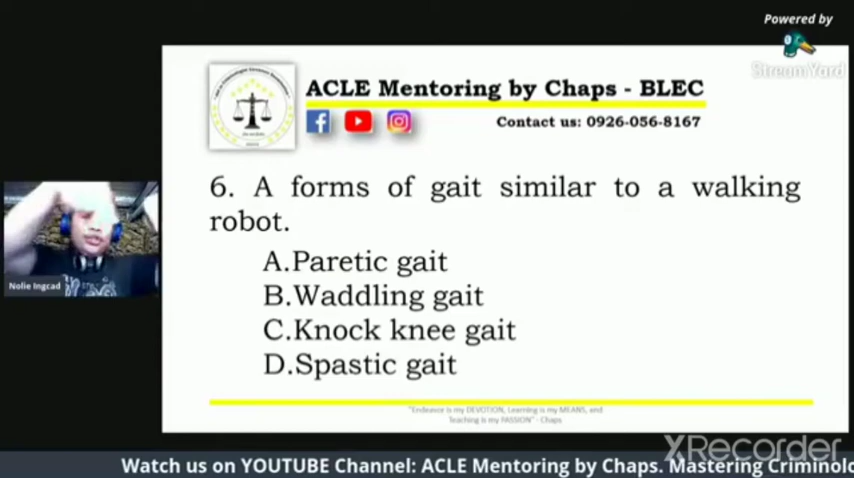 Powered by
StreamYard
ACLE Mentoring by Chaps - BLEC
Contact us: 0926-056-8167
6. A forms of gait similar to a walking
robot.
A.Paretic gait
B.Waddling gait
C.Knock knee gait
D.Spastic gait
Nolie Ingcad
"Endeavor is my DEVOTION, Learning is my MEANS, and
Teaching is my PASSION" - Chaps
XRecorder
Watch us on YOUTUBE Channel: ACLE Mentoring by Chaps. Mastering Criminolo